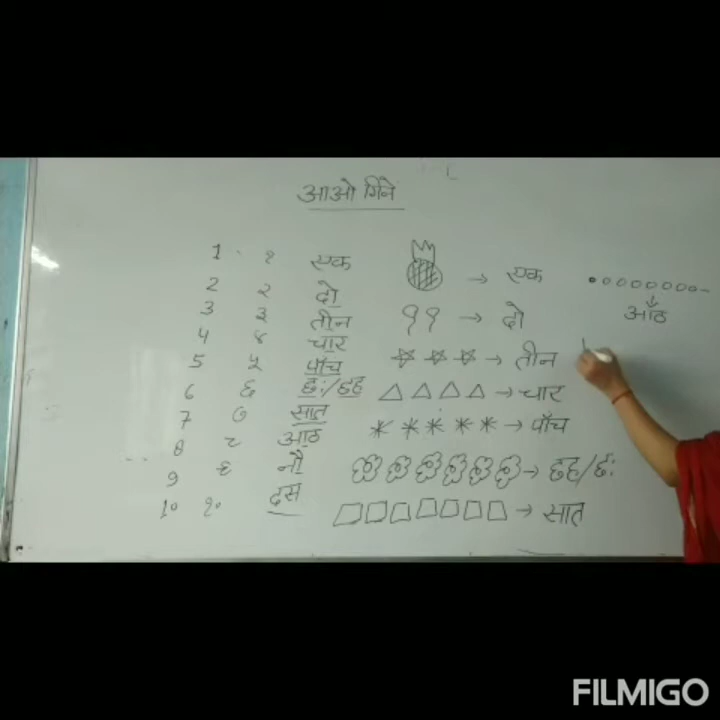 आओ गिने
1 १ एक
2 २ दो
3 ३ तीन
4 ४ चार
5 ५ पाँच
6 ६ छः/छह
7 ७ सात
8 ८ आठ
9 ९ नौ
10 १० दस
→ एक
→ दो
→ तीन
→ चार
→ पाँच
→ छह/छः
→ सात
आठ
FILMIGO